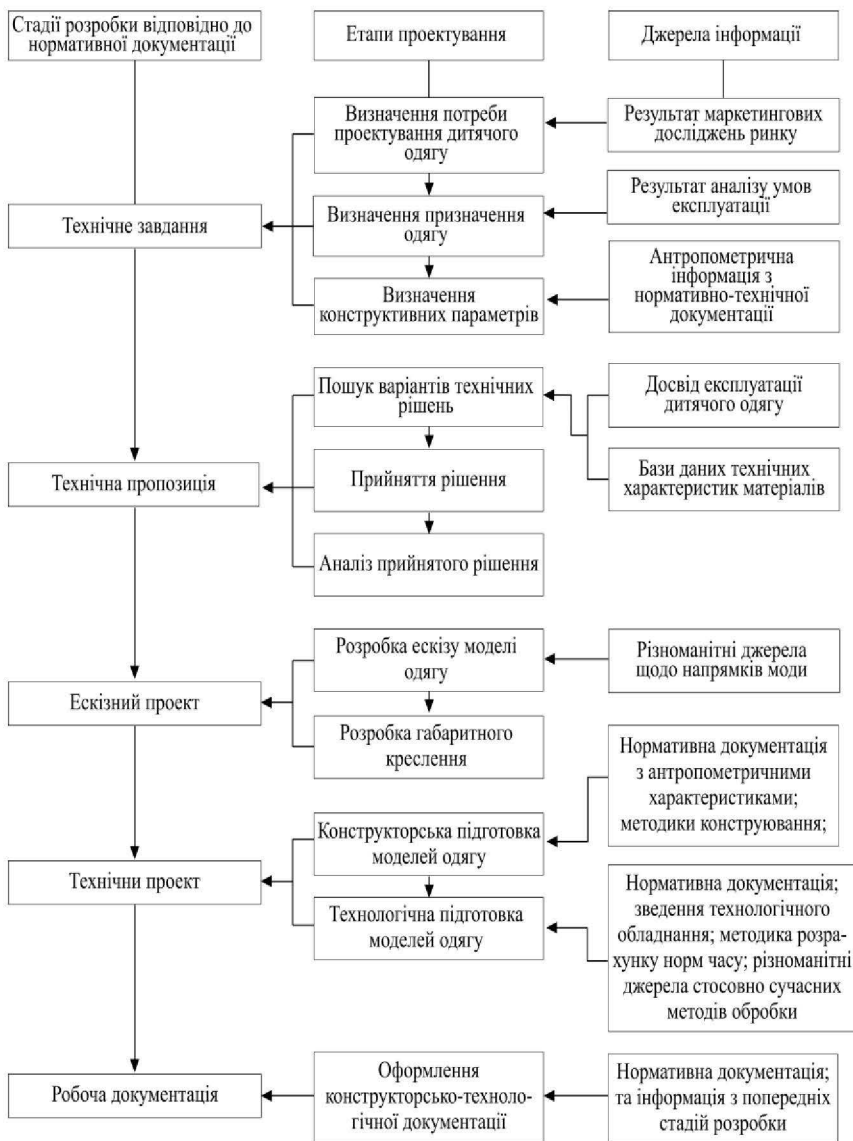 Стадії розробки відповідно до
нормативної документації
Етапи проектування
Джерела інформації
Визначення потреби
проектування дитячого
одягу
Результат маркетингових
досліджень ринку
Технічне завдання
Визначення призначення
одягу
Результат аналізу умов
експлуатації
Визначення
конструктивних параметрів
Антропометрична
інформація з
нормативно-технічної
документації
Пошук варіантів технічних
рішень
Досвід експлуатації
дитячого одягу
Технічна пропозиція
Прийняття рішення
Бази даних технічних
характеристик матеріалів
Аналіз прийнятого рішення
Розробка ескізу моделі
одягу
Різноманітні джерела
щодо напрямків моди
Ескізний проект
Розробка габаритного
креслення
Нормативна документація
з антропометричними
характеристиками;
методики конструювання;
Конструкторська підготовка
моделей одягу
Технічни проект
Технологічна підготовка
моделей одягу
Нормативна документація;
зведення технологічного
обладнання; методика розра-
хунку норм часу; різноманітні
джерела стосовно сучасних
методів обробки
Робоча документація
Оформлення
конструкторсько-техноло-
гічної документації
Нормативна документація;
та інформація з попередніх
стадій розробки